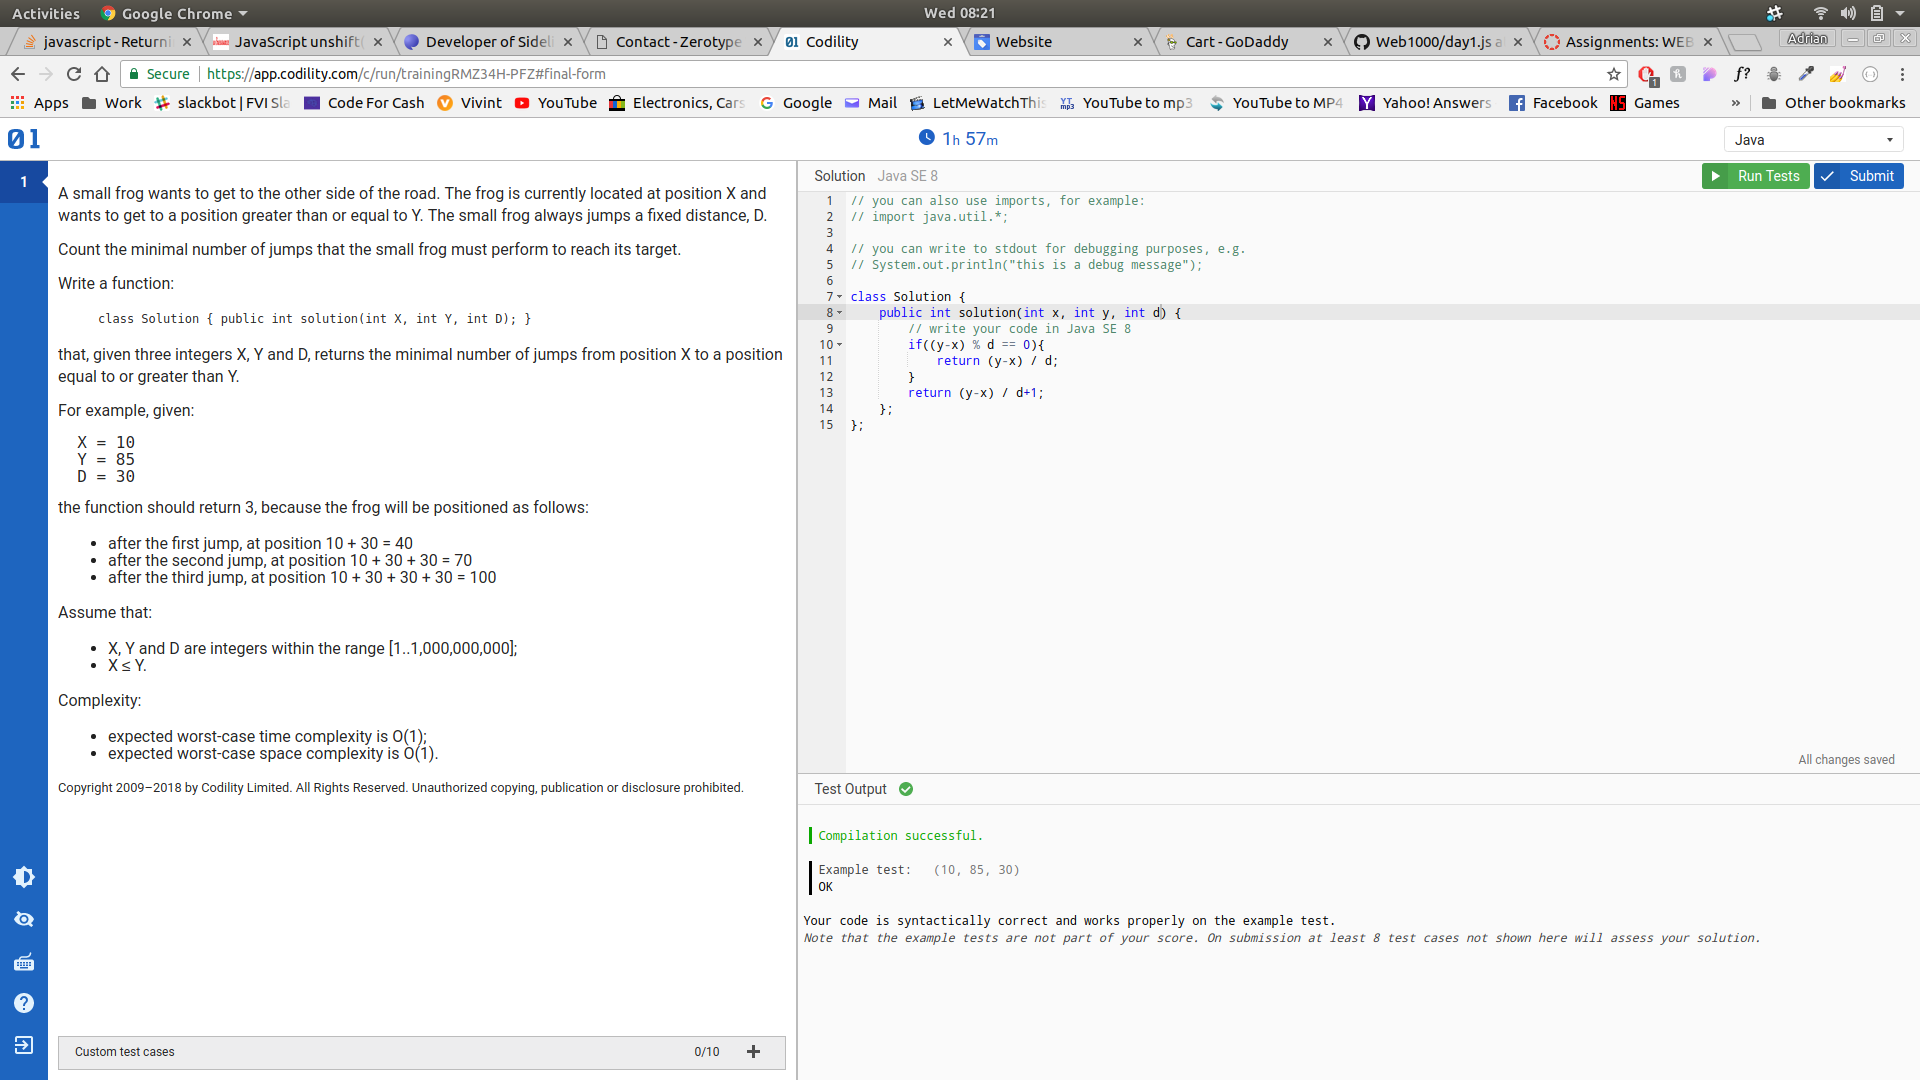 Activities Google Chrome Wed 08:21
javascript - Returni JavaScript unshift( Developer of Sideli Contact - Zerotype Codility Website Cart - GoDaddy Web1000/day1.js a Assignments: WEB Adrian
Secure https://app.codility.com/c/run/trainingRMZ34H-PFZ#final-form
Apps Work slackbot | FVI Sla Code For Cash Vivint YouTube Electronics, Cars Google Mail LetMeWatchThis YouTube to mp3 YouTube to MP4 Yahoo! Answers Facebook Games » Other bookmarks
01 1h 57m Java
1
A small frog wants to get to the other side of the road. The frog is currently located at position X and
wants to get to a position greater than or equal to Y. The small frog always jumps a fixed distance, D.
Count the minimal number of jumps that the small frog must perform to reach its target.
Write a function:
class Solution { public int solution(int X, int Y, int D); }
that, given three integers X, Y and D, returns the minimal number of jumps from position X to a position
equal to or greater than Y.
For example, given:
X = 10
Y = 85
D = 30
the function should return 3, because the frog will be positioned as follows:
• after the first jump, at position 10 + 30 = 40
• after the second jump, at position 10 + 30 + 30 = 70
• after the third jump, at position 10 + 30 + 30 + 30 = 100
Assume that:
• X, Y and D are integers within the range [1..1,000,000,000];
• X ≤ Y.
Complexity:
• expected worst-case time complexity is O(1);
• expected worst-case space complexity is O(1).
Copyright 2009–2018 by Codility Limited. All Rights Reserved. Unauthorized copying, publication or disclosure prohibited.
Custom test cases 0/10 +
Solution Java SE 8 Run Tests Submit
1 // you can also use imports, for example:
2 // import java.util.*;
3
4 // you can write to stdout for debugging purposes, e.g.
5 // System.out.println("this is a debug message");
6
7 class Solution {
8 public int solution(int x, int y, int d) {
9 // write your code in Java SE 8
10 if((y-x) % d == 0){
11 return (y-x) / d;
12 }
13 return (y-x) / d+1;
14 };
15 };
All changes saved
Test Output
Compilation successful.
Example test: (10, 85, 30)
OK
Your code is syntactically correct and works properly on the example test.
Note that the example tests are not part of your score. On submission at least 8 test cases not shown here will assess your solution.